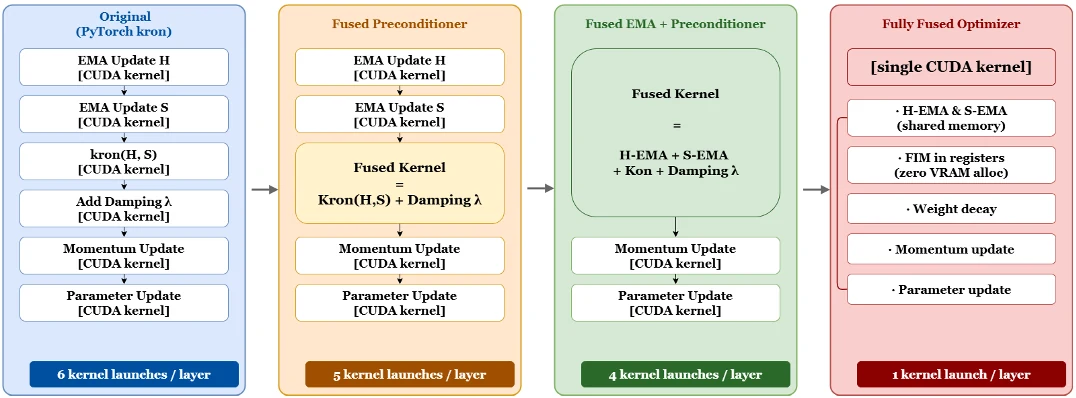 Original
(PyTorch kron)
EMA Update H
[CUDA kernel]
EMA Update S
[CUDA kernel]
kron(H, S)
[CUDA kernel]
Add Damping λ
[CUDA kernel]
Momentum Update
[CUDA kernel]
Parameter Update
[CUDA kernel]
6 kernel launches / layer
Fused Preconditioner
EMA Update H
[CUDA kernel]
EMA Update S
[CUDA kernel]
Fused Kernel
=
Kron(H,S) + Damping λ
Momentum Update
[CUDA kernel]
Parameter Update
[CUDA kernel]
5 kernel launches / layer
Fused EMA + Preconditioner
Fused Kernel
=
H-EMA + S-EMA
+ Kon + Damping λ
Momentum Update
[CUDA kernel]
Parameter Update
[CUDA kernel]
4 kernel launches / layer
Fully Fused Optimizer
[single CUDA kernel]
· H-EMA & S-EMA
(shared memory)
· FIM in registers
(zero VRAM alloc)
· Weight decay
· Momentum update
· Parameter update
1 kernel launch / layer